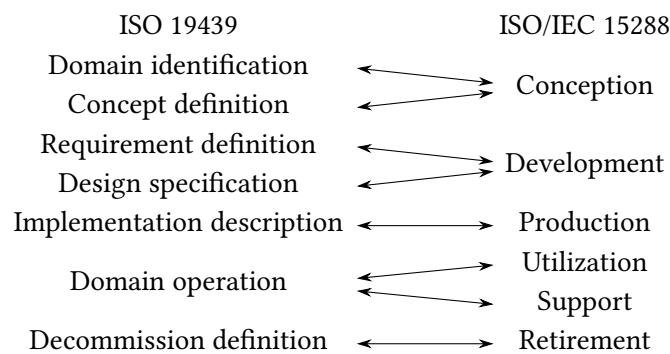 ISO 19439 ISO/IEC 15288
Domain identification
Conception
Concept definition
Requirement definition
Development
Design specification
Implementation description Production
Utilization
Domain operation
Support
Decommission definition Retirement